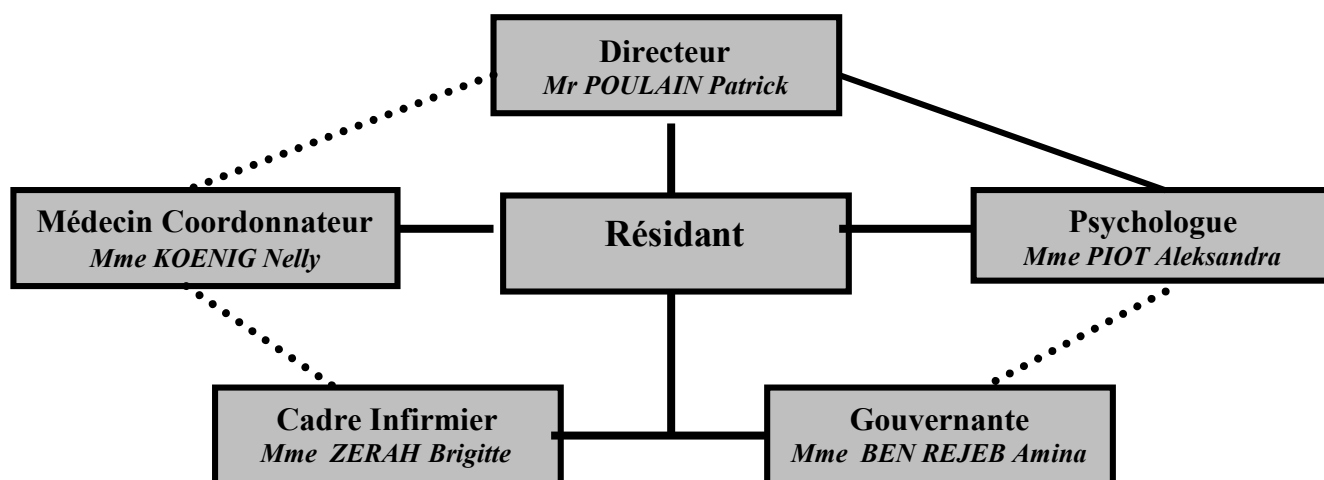 Directeur
Mr POULAIN Patrick
Médecin Coordonnateur
Mme KOENIG Nelly
Résidant
Psychologue
Mme PIOT Aleksandra
Cadre Infirmier
Mme ZERAH Brigitte
Gouvernante
Mme BEN REJEB Amina